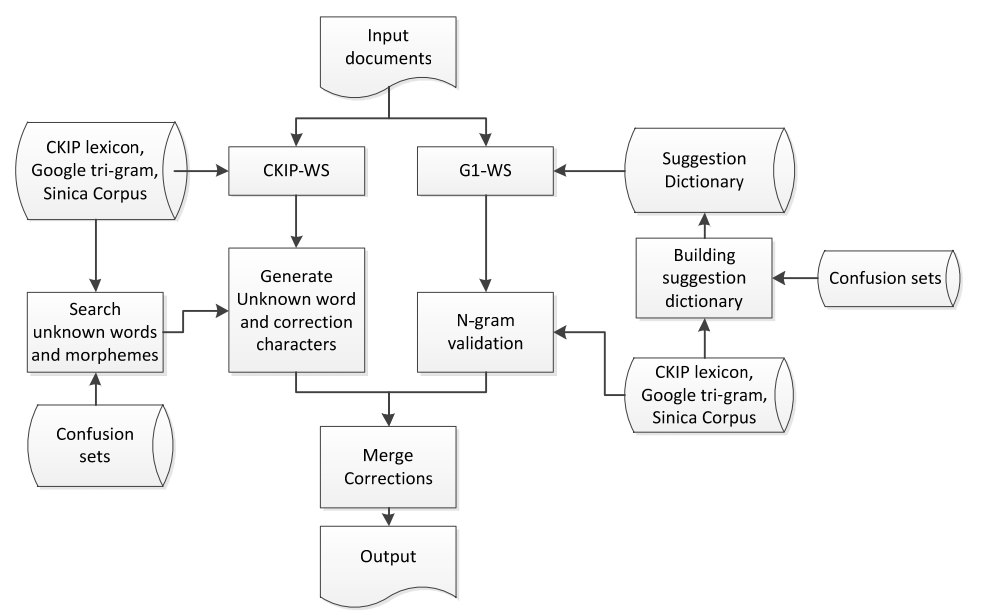 Input
documents
CKIP lexicon,
Google tri-gram,
Sinica Corpus
CKIP-WS
G1-WS
Suggestion
Dictionary
Search
unknown words
and morphemes
Generate
Unknown word
and correction
characters
N-gram
validation
Building
suggestion
dictionary
Confusion sets
CKIP lexicon,
Google tri-gram,
Sinica Corpus
Confusion
sets
Merge
Corrections
Output